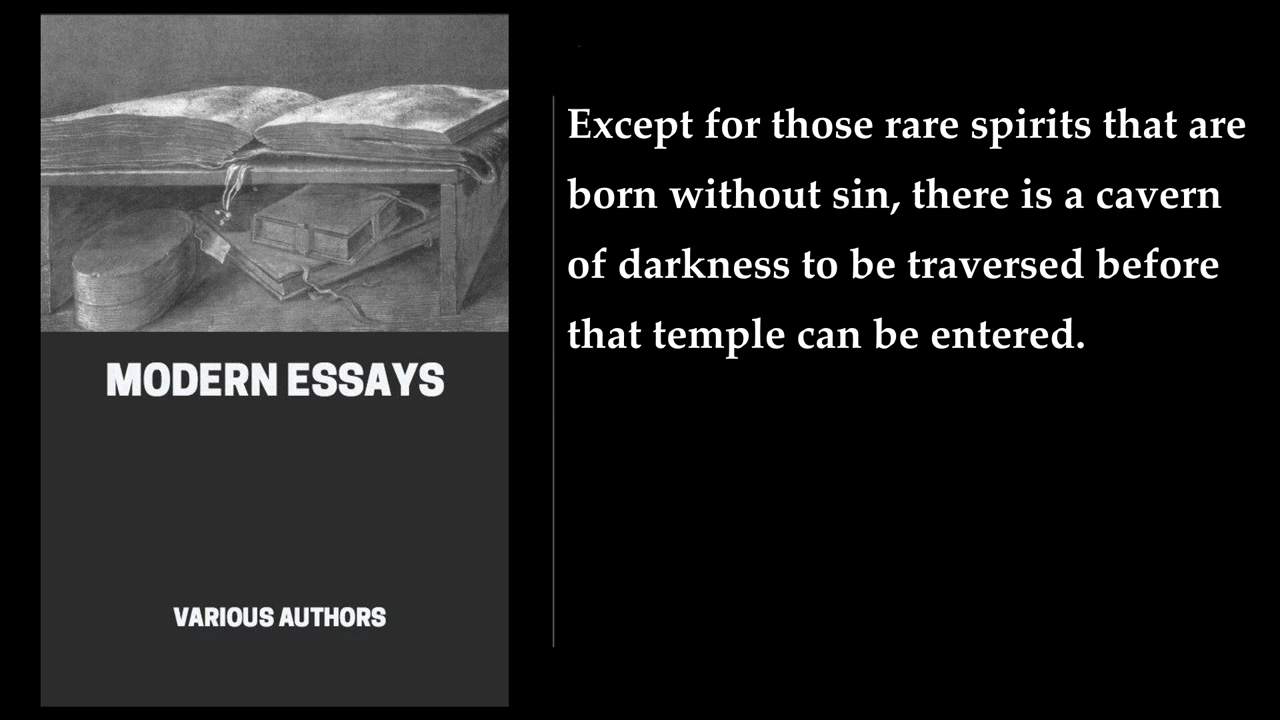 MODERN ESSAYS
VARIOUS AUTHORS
Except for those rare spirits that are
born without sin, there is a cavern
of darkness to be traversed before
that temple can be entered.